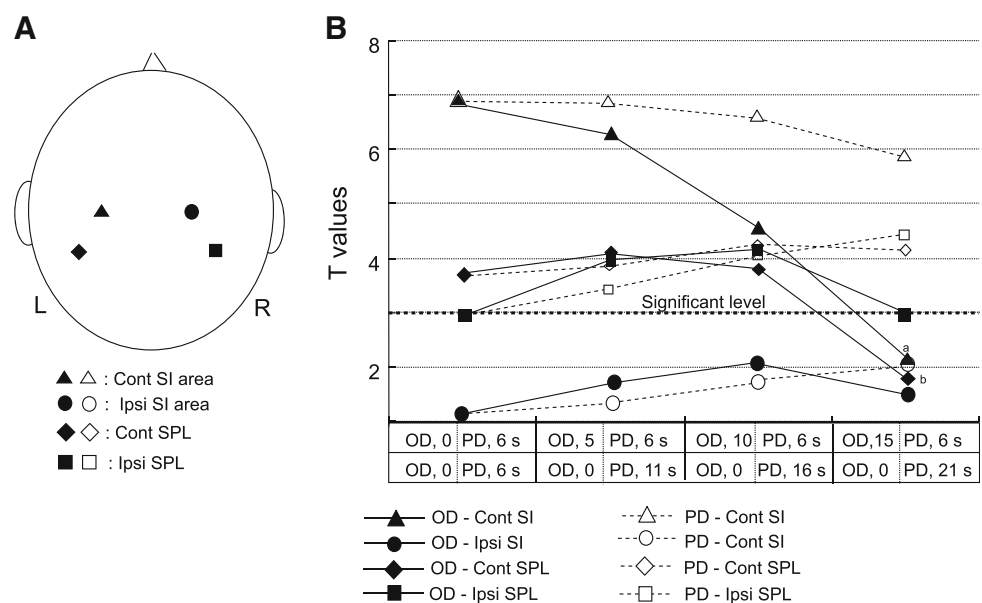 A
L
R
: Cont SI area
: Ipsi SI area
: Cont SPL
: Ipsi SPL
B
T values
8
6
4
2
Significant level
a
b
OD, 0 PD, 6 s OD, 5 PD, 6 s OD, 10 PD, 6 s OD,15 PD, 6 s
OD, 0 PD, 6 s OD, 0 PD, 11 s OD, 0 PD, 16 s OD, 0 PD, 21 s
OD - Cont SI PD - Cont SI
OD - Ipsi SI PD - Cont SI
OD - Cont SPL PD - Cont SPL
OD - Ipsi SPL PD - Ipsi SPL